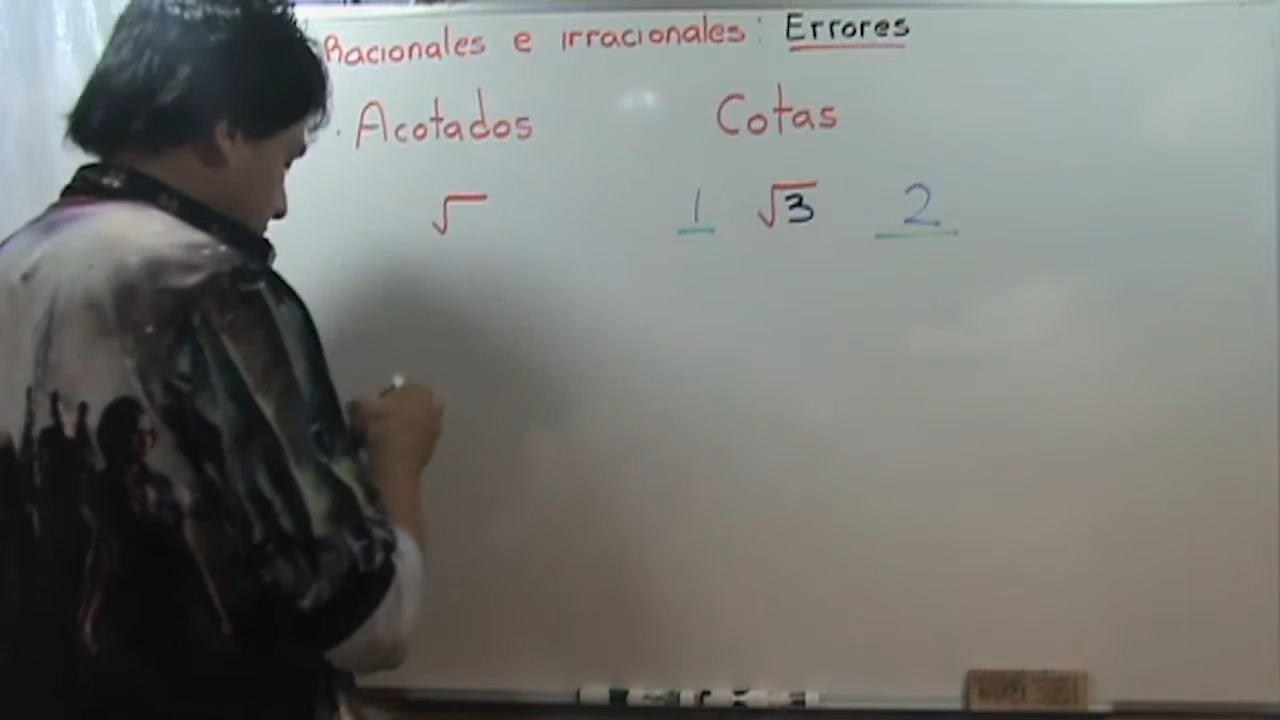 Racionales e irracionales: Errores
. Acotados Cotas
√ 1 √3 2